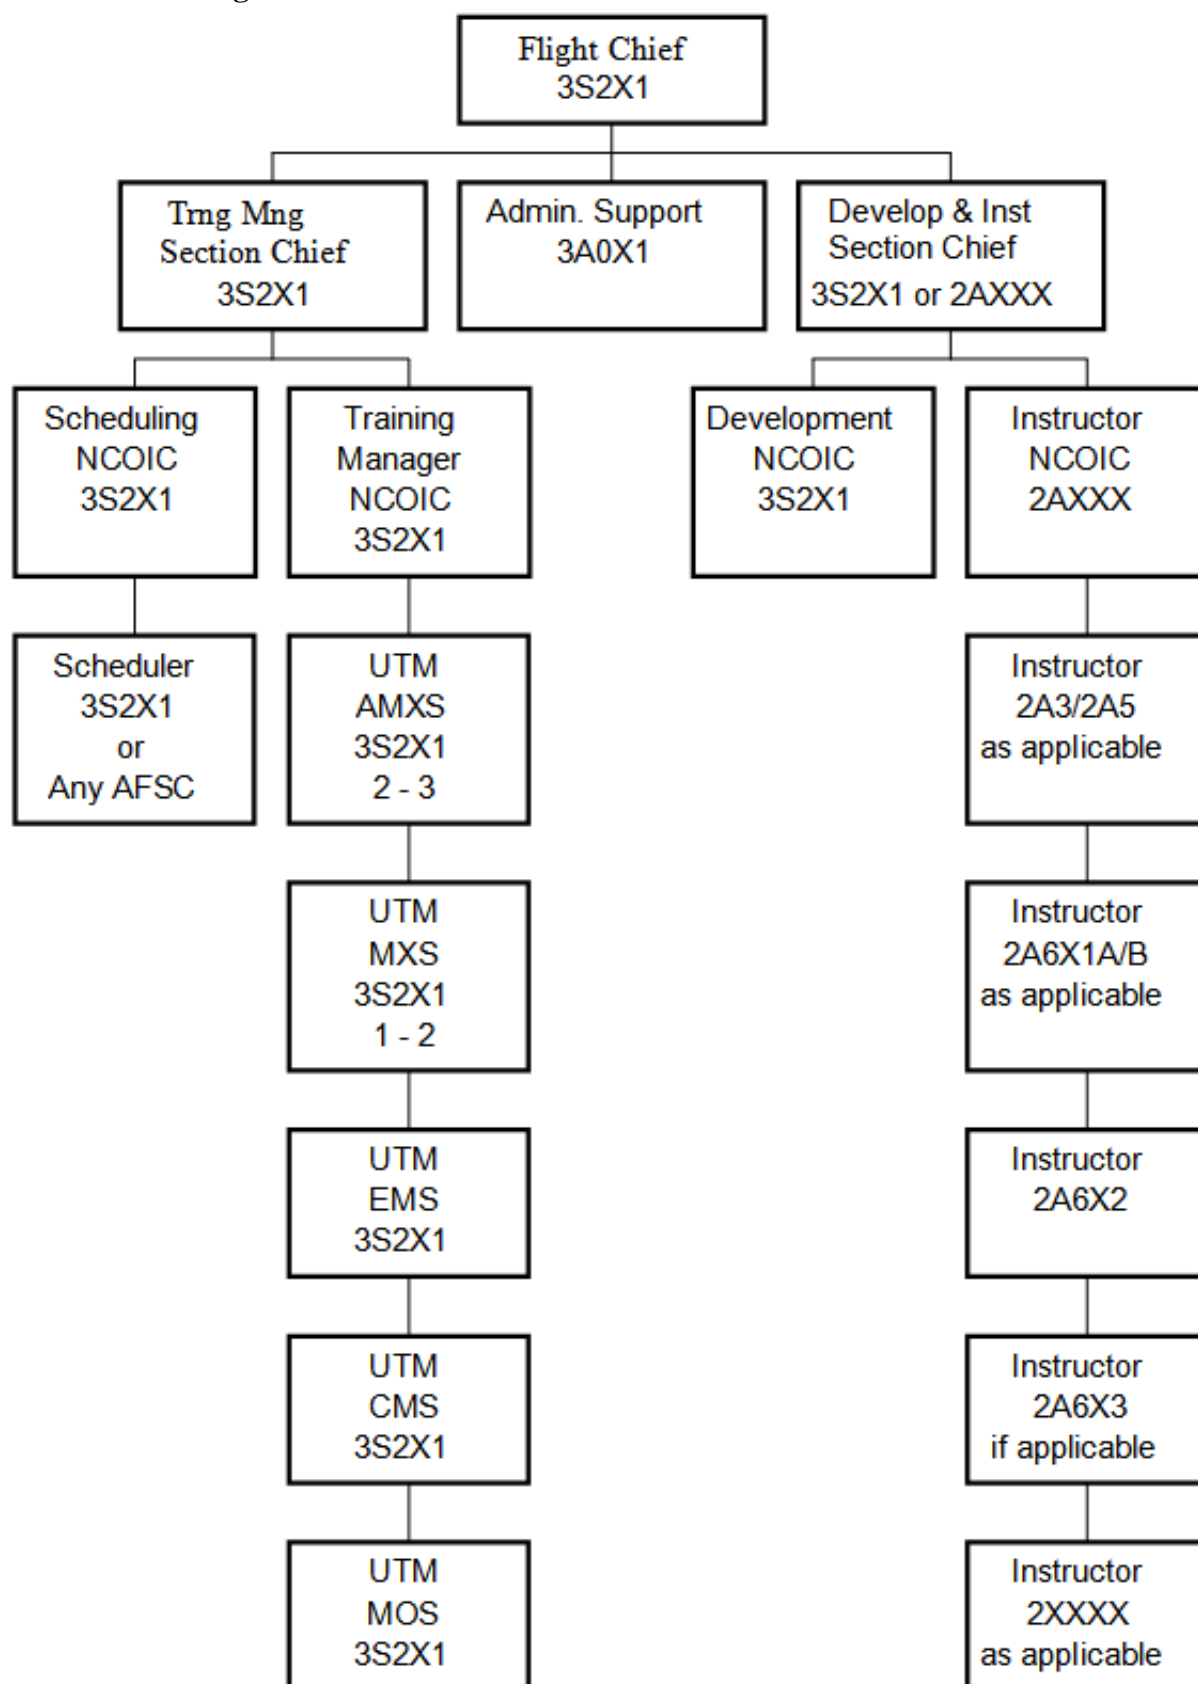 Flight Chief
3S2X1
Trng Mng
Section Chief
3S2X1
Admin. Support
3A0X1
Develop & Inst
Section Chief
3S2X1 or 2AXXX
Scheduling
NCOIC
3S2X1
Training
Manager
NCOIC
3S2X1
Development
NCOIC
3S2X1
Instructor
NCOIC
2AXXX
Scheduler
3S2X1
or
Any AFSC
UTM
AMXS
3S2X1
2 - 3
Instructor
2A3/2A5
as applicable
UTM
MXS
3S2X1
1 - 2
Instructor
2A6X1A/B
as applicable
UTM
EMS
3S2X1
Instructor
2A6X2
UTM
CMS
3S2X1
Instructor
2A6X3
if applicable
UTM
MOS
3S2X1
Instructor
2XXXX
as applicable